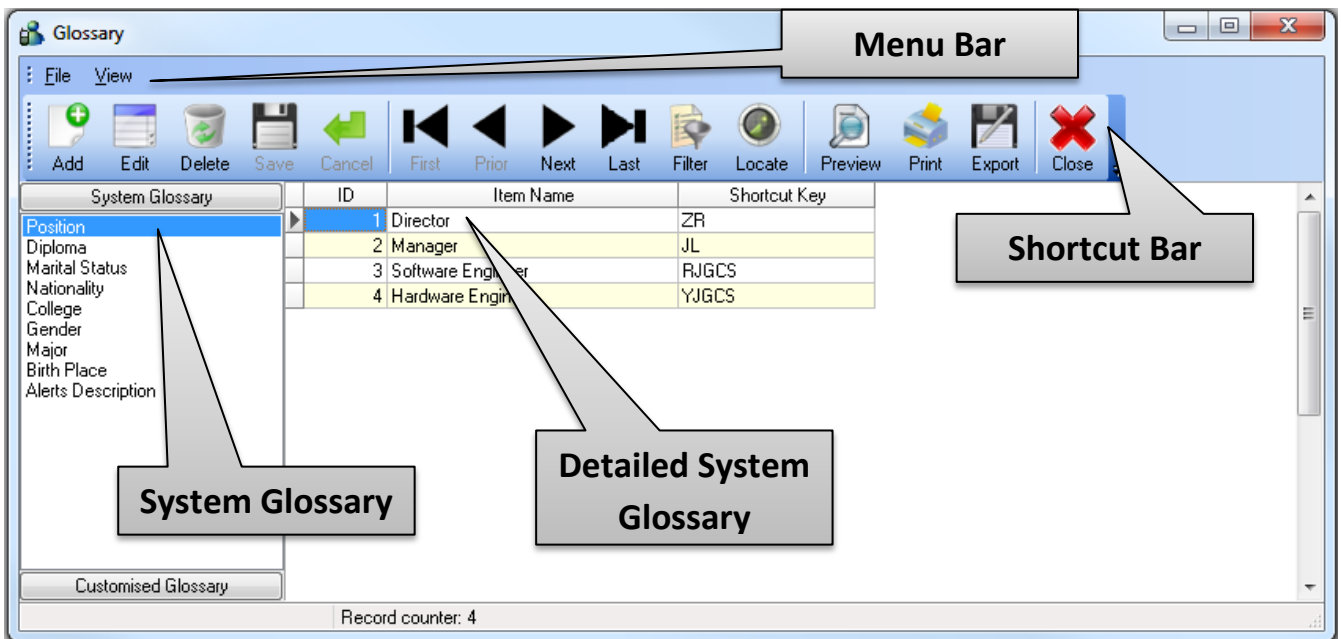 Glossary
Menu Bar
File View
Add Edit Delete Save Cancel First Prior Next Last Filter Locate Preview Print Export Close
System Glossary
ID Item Name Shortcut Key
Position
1 Director ZR
Diploma
2 Manager JL
Marital Status
3 Software Engineer RJGCS
Nationality
4 Hardware YJGCS
College
Gender
Major
Birth Place
Alerts Description
Shortcut Bar
System Glossary
Detailed System
Glossary
Customised Glossary
Record counter: 4